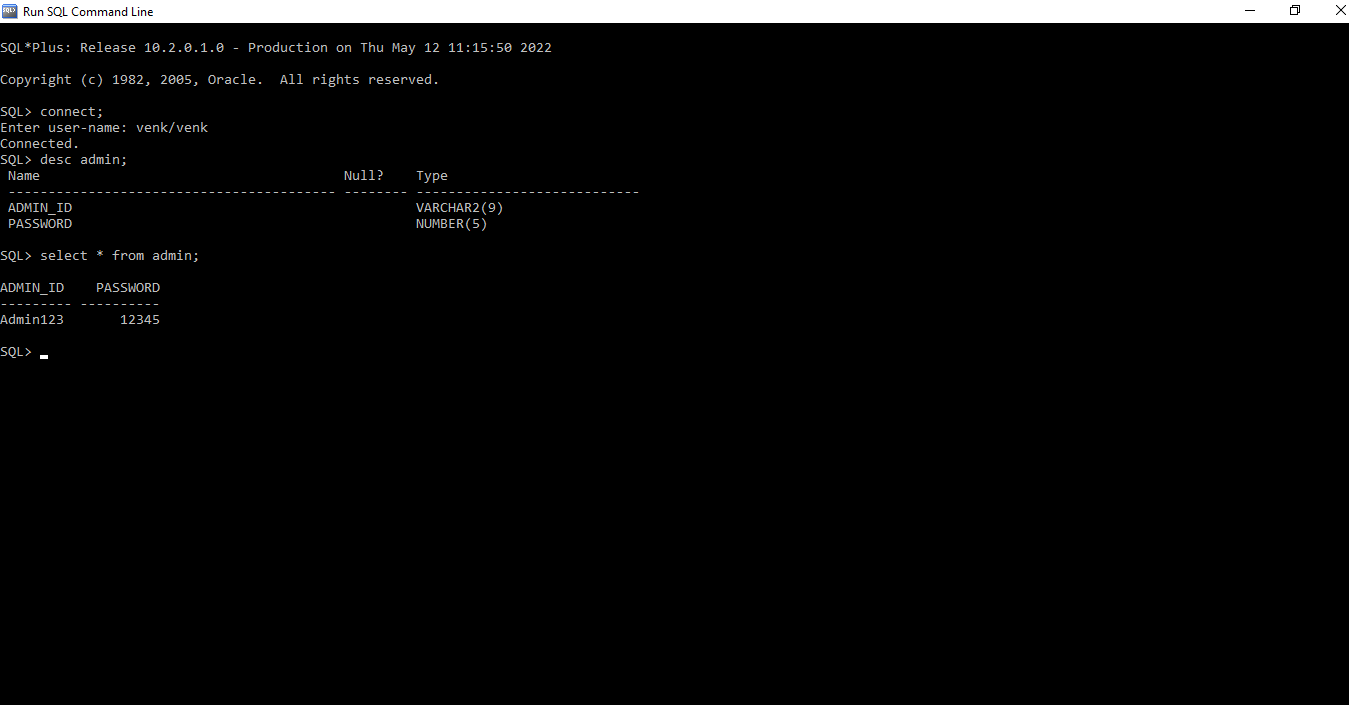 Run SQL Command Line
SQL*Plus: Release 10.2.0.1.0 - Production on Thu May 12 11:15:50 2022
Copyright (c) 1982, 2005, Oracle.  All rights reserved.
SQL> connect;
Enter user-name: venk/venk
Connected.
SQL> desc admin;
 Name                                      Null?    Type
 ----------------------------------------- -------- ----------------------------
 ADMIN_ID                                           VARCHAR2(9)
 PASSWORD                                           NUMBER(5)
SQL> select * from admin;
ADMIN_ID    PASSWORD
--------- ----------
Admin123       12345
SQL>